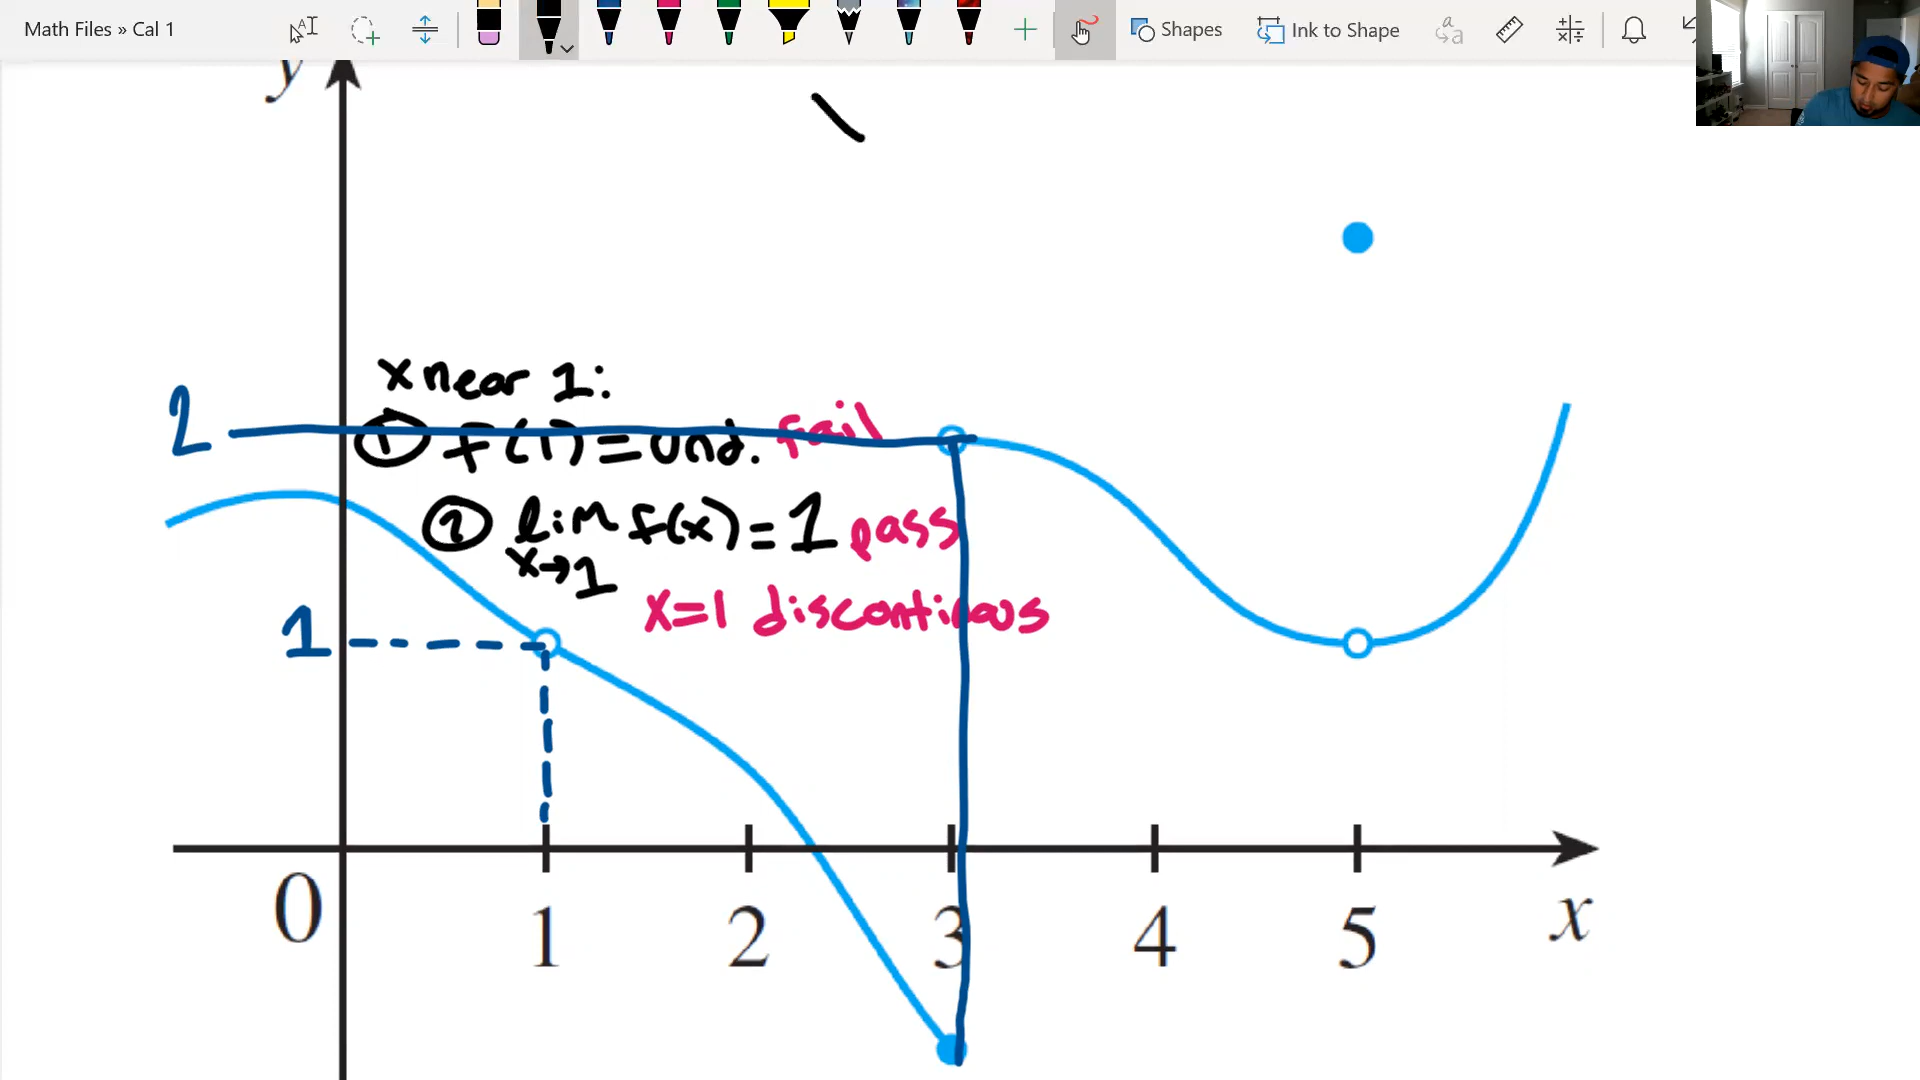 Math Files » Cal 1
Shapes
Ink to Shape
y
x near 1:
2
① f(1) = und. fail
② lim f(x) = 1 pass
x→1
x=1 discontinous
1
0 1 2 3 4 5 x